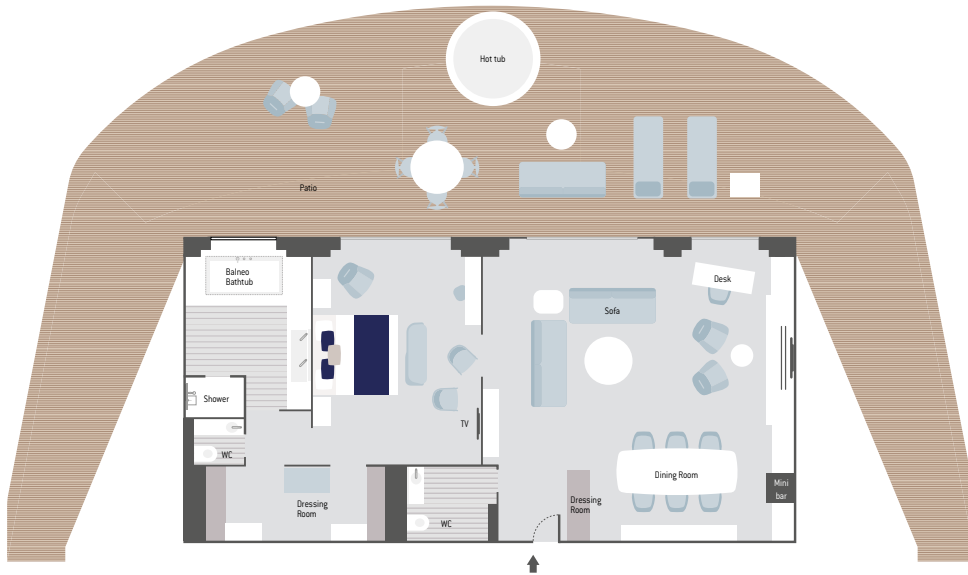 Hot tub
Patio
Balneo
Bathtub
Desk
Sofa
Shower
TV
WC
Dining Room
Mini
bar
Dressing
Room
Dressing
Room
WC